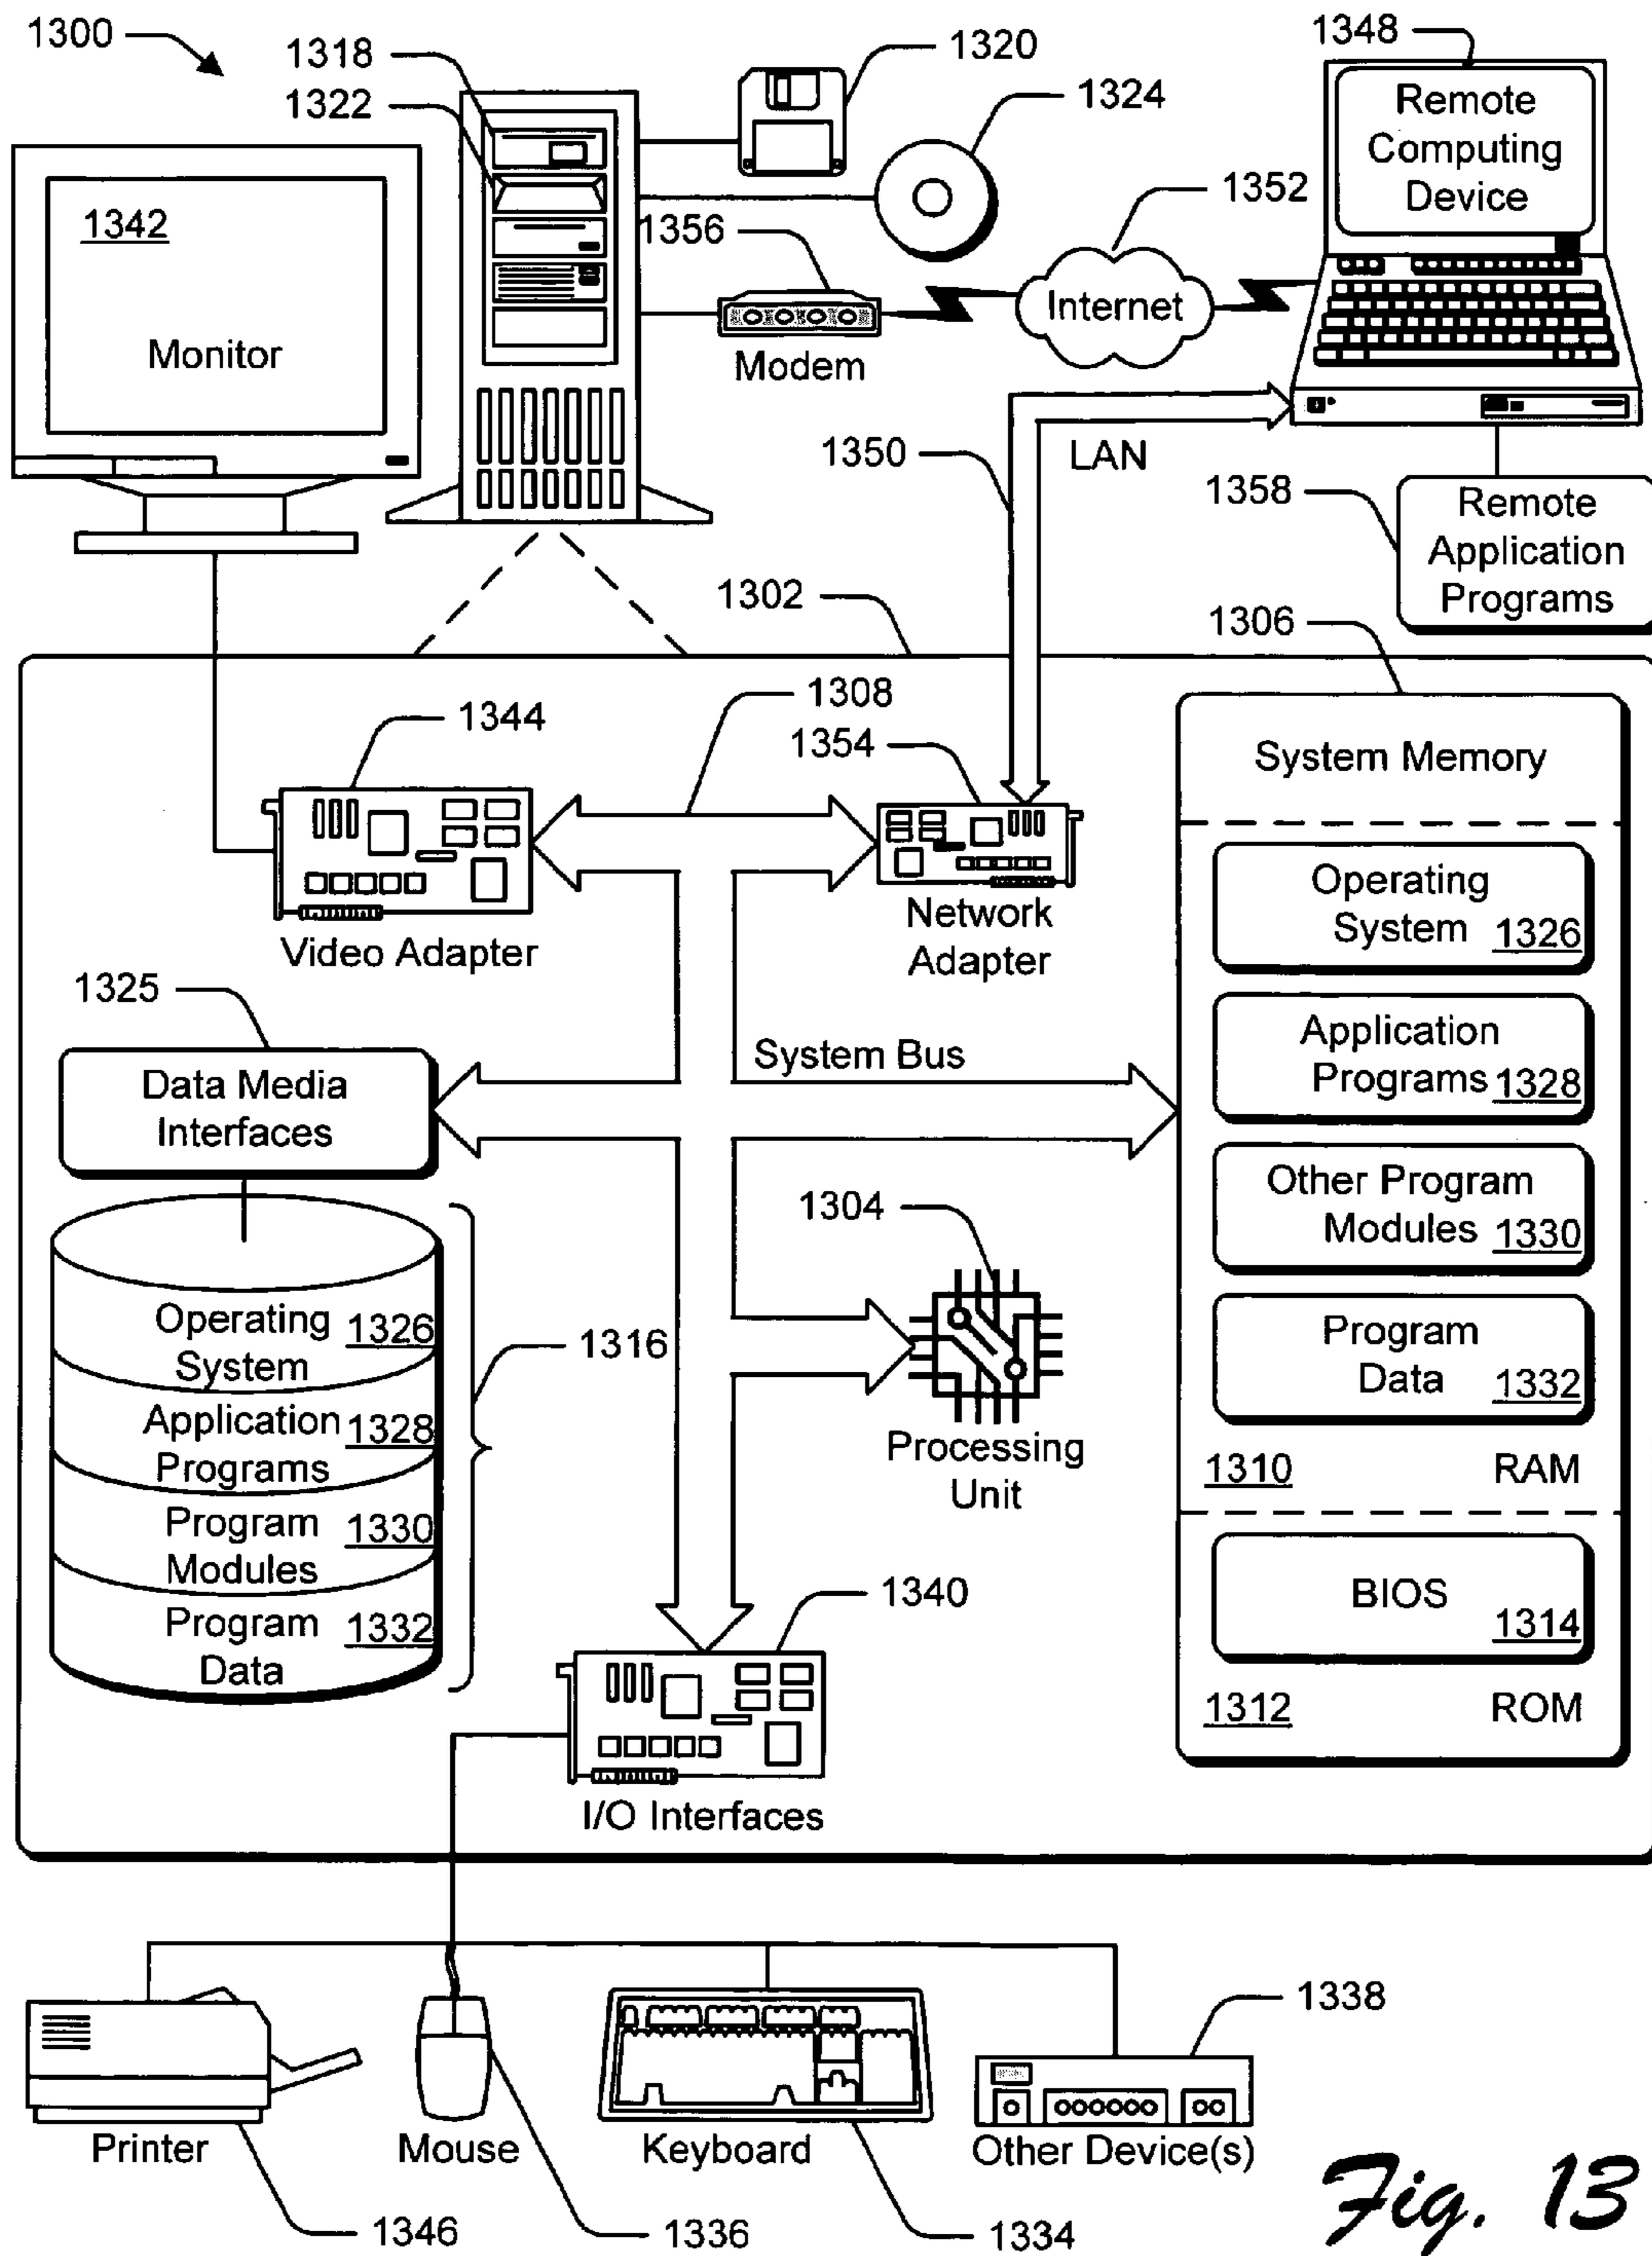 1300
1318
1322
1320
1324
1348
Remote
Computing
Device
1352
1342
Monitor
1356
Modem
Internet
1350
LAN
1358
Remote
Application
Programs
1302
1306
1308
1344
1354
System Memory
Video Adapter
Network
Adapter
Operating
System 1326
1325
Data Media
Interfaces
System Bus
Application
Programs 1328
Other Program
Modules 1330
1304
Program
Data 1332
Processing
Unit
1310 RAM
Operating 1326
System
Application 1328
Programs
Program 1330
Modules
Program 1332
Data
1316
BIOS
1314
1312 ROM
1340
I/O Interfaces
1338
Printer
Mouse
Keyboard
Other Device(s)
1346
1336
1334
Fig. 13